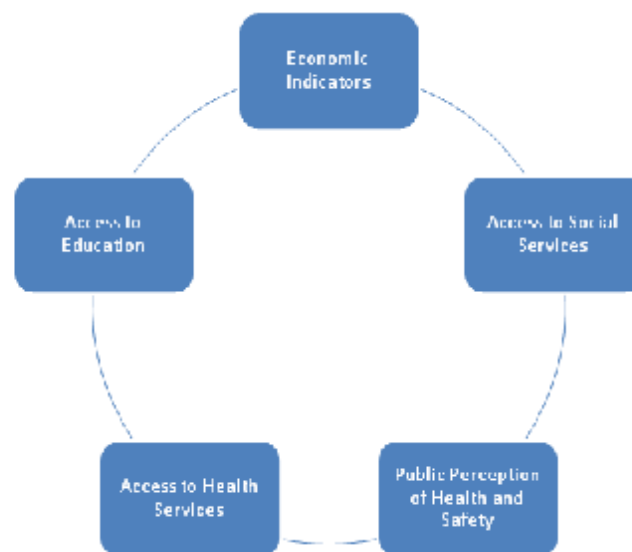 Economic
Indicators
Access to Social
Services
Public Perception
of Health and
Safety
Access to Health
Services
Access to
Education